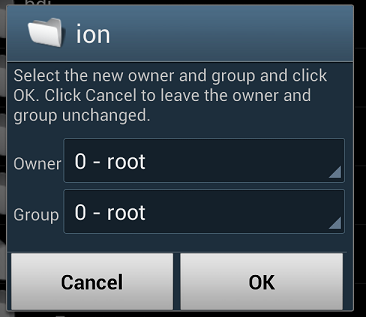 ion
Select the new owner and group and click
OK. Click Cancel to leave the owner and
group unchanged.
Owner 0 - root
Group 0 - root
Cancel OK